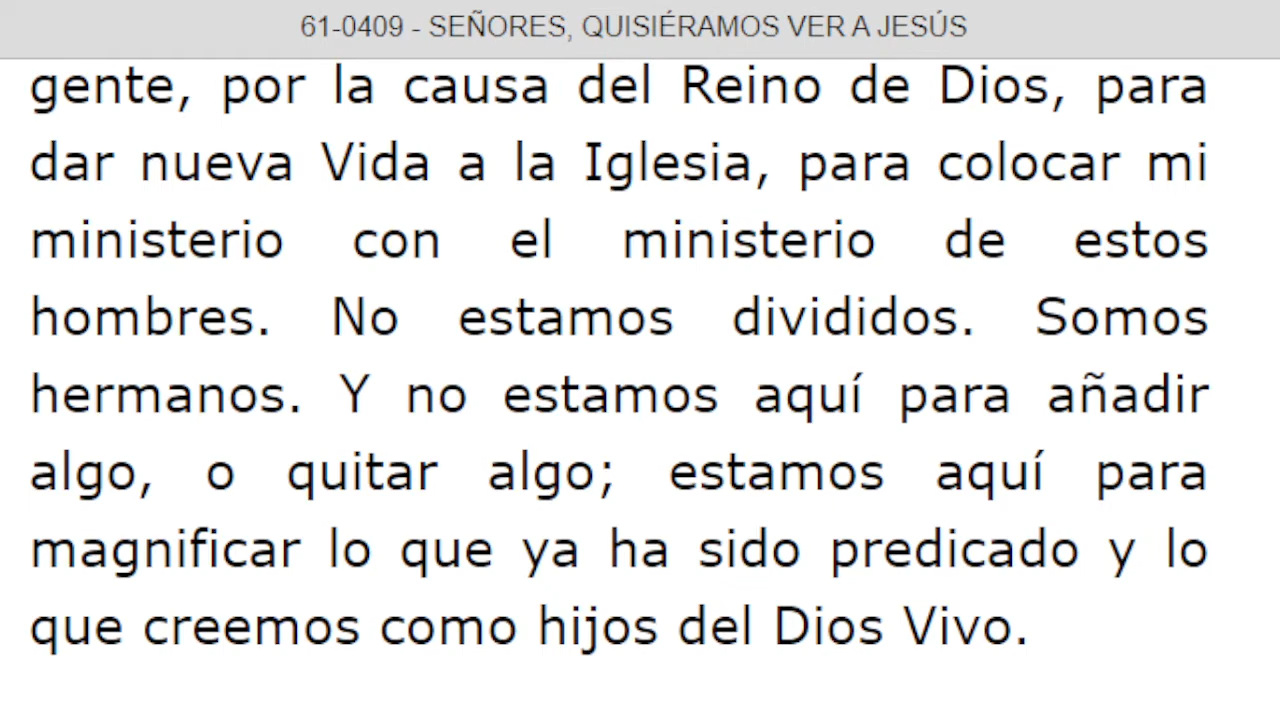 61-0409 - SEÑORES, QUISIÉRAMOS VER A JESÚS
gente, por la causa del Reino de Dios, para
dar nueva Vida a la Iglesia, para colocar mi
ministerio con el ministerio de estos
hombres. No estamos divididos. Somos
hermanos. Y no estamos aquí para añadir
algo, o quitar algo; estamos aquí para
magnificar lo que ya ha sido predicado y lo
que creemos como hijos del Dios Vivo.